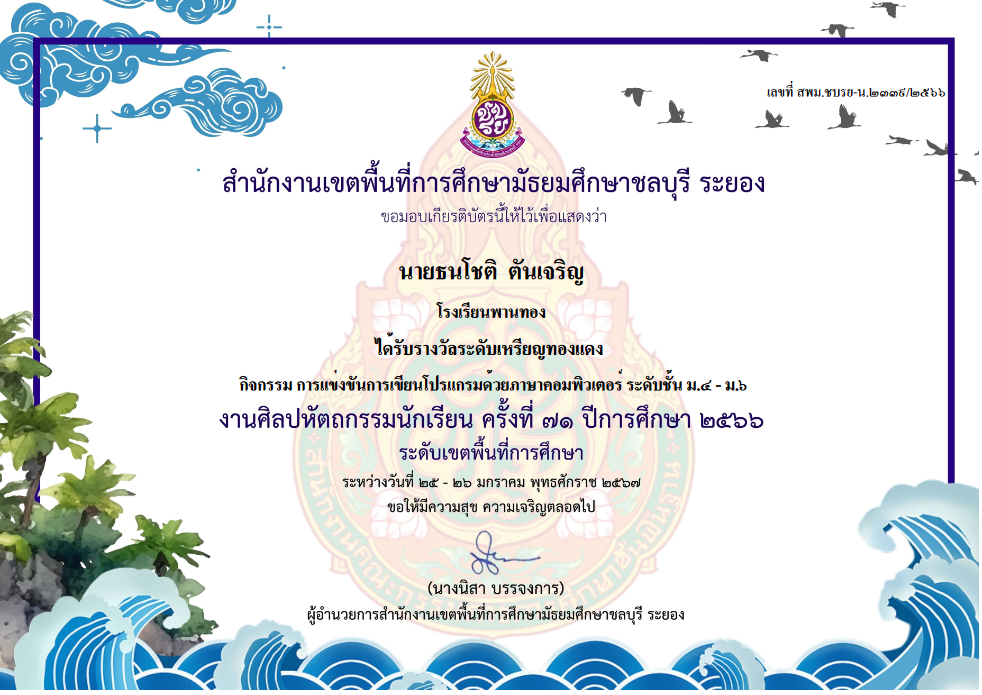 เลขที่ สพม.ชบรย-น.๒๓๓๙/๒๕๖๖
ชบ
รย
สำนักงานเขตพื้นที่การศึกษามัธยมศึกษาชลบุรี ระยอง
ขอมอบเกียรติบัตรนี้ให้ไว้เพื่อแสดงว่า
นายธนโชติ ตันเจริญ
โรงเรียนพานทอง
ได้รับรางวัลระดับเหรียญทองแดง
กิจกรรม การแข่งขันการเขียนโปรแกรมด้วยภาษาคอมพิวเตอร์ ระดับชั้น ม.๔ - ม.๖
งานศิลปหัตถกรรมนักเรียน ครั้งที่ ๗๑ ปีการศึกษา ๒๕๖๖
ระดับเขตพื้นที่การศึกษา
ระหว่างวันที่ ๒๕ - ๒๖ มกราคม พุทธศักราช ๒๕๖๗
ขอให้มีความสุข ความเจริญตลอดไป
(นางนิสา บรรจงการ)
ผู้อำนวยการสำนักงานเขตพื้นที่การศึกษามัธยมศึกษาชลบุรี ระยอง